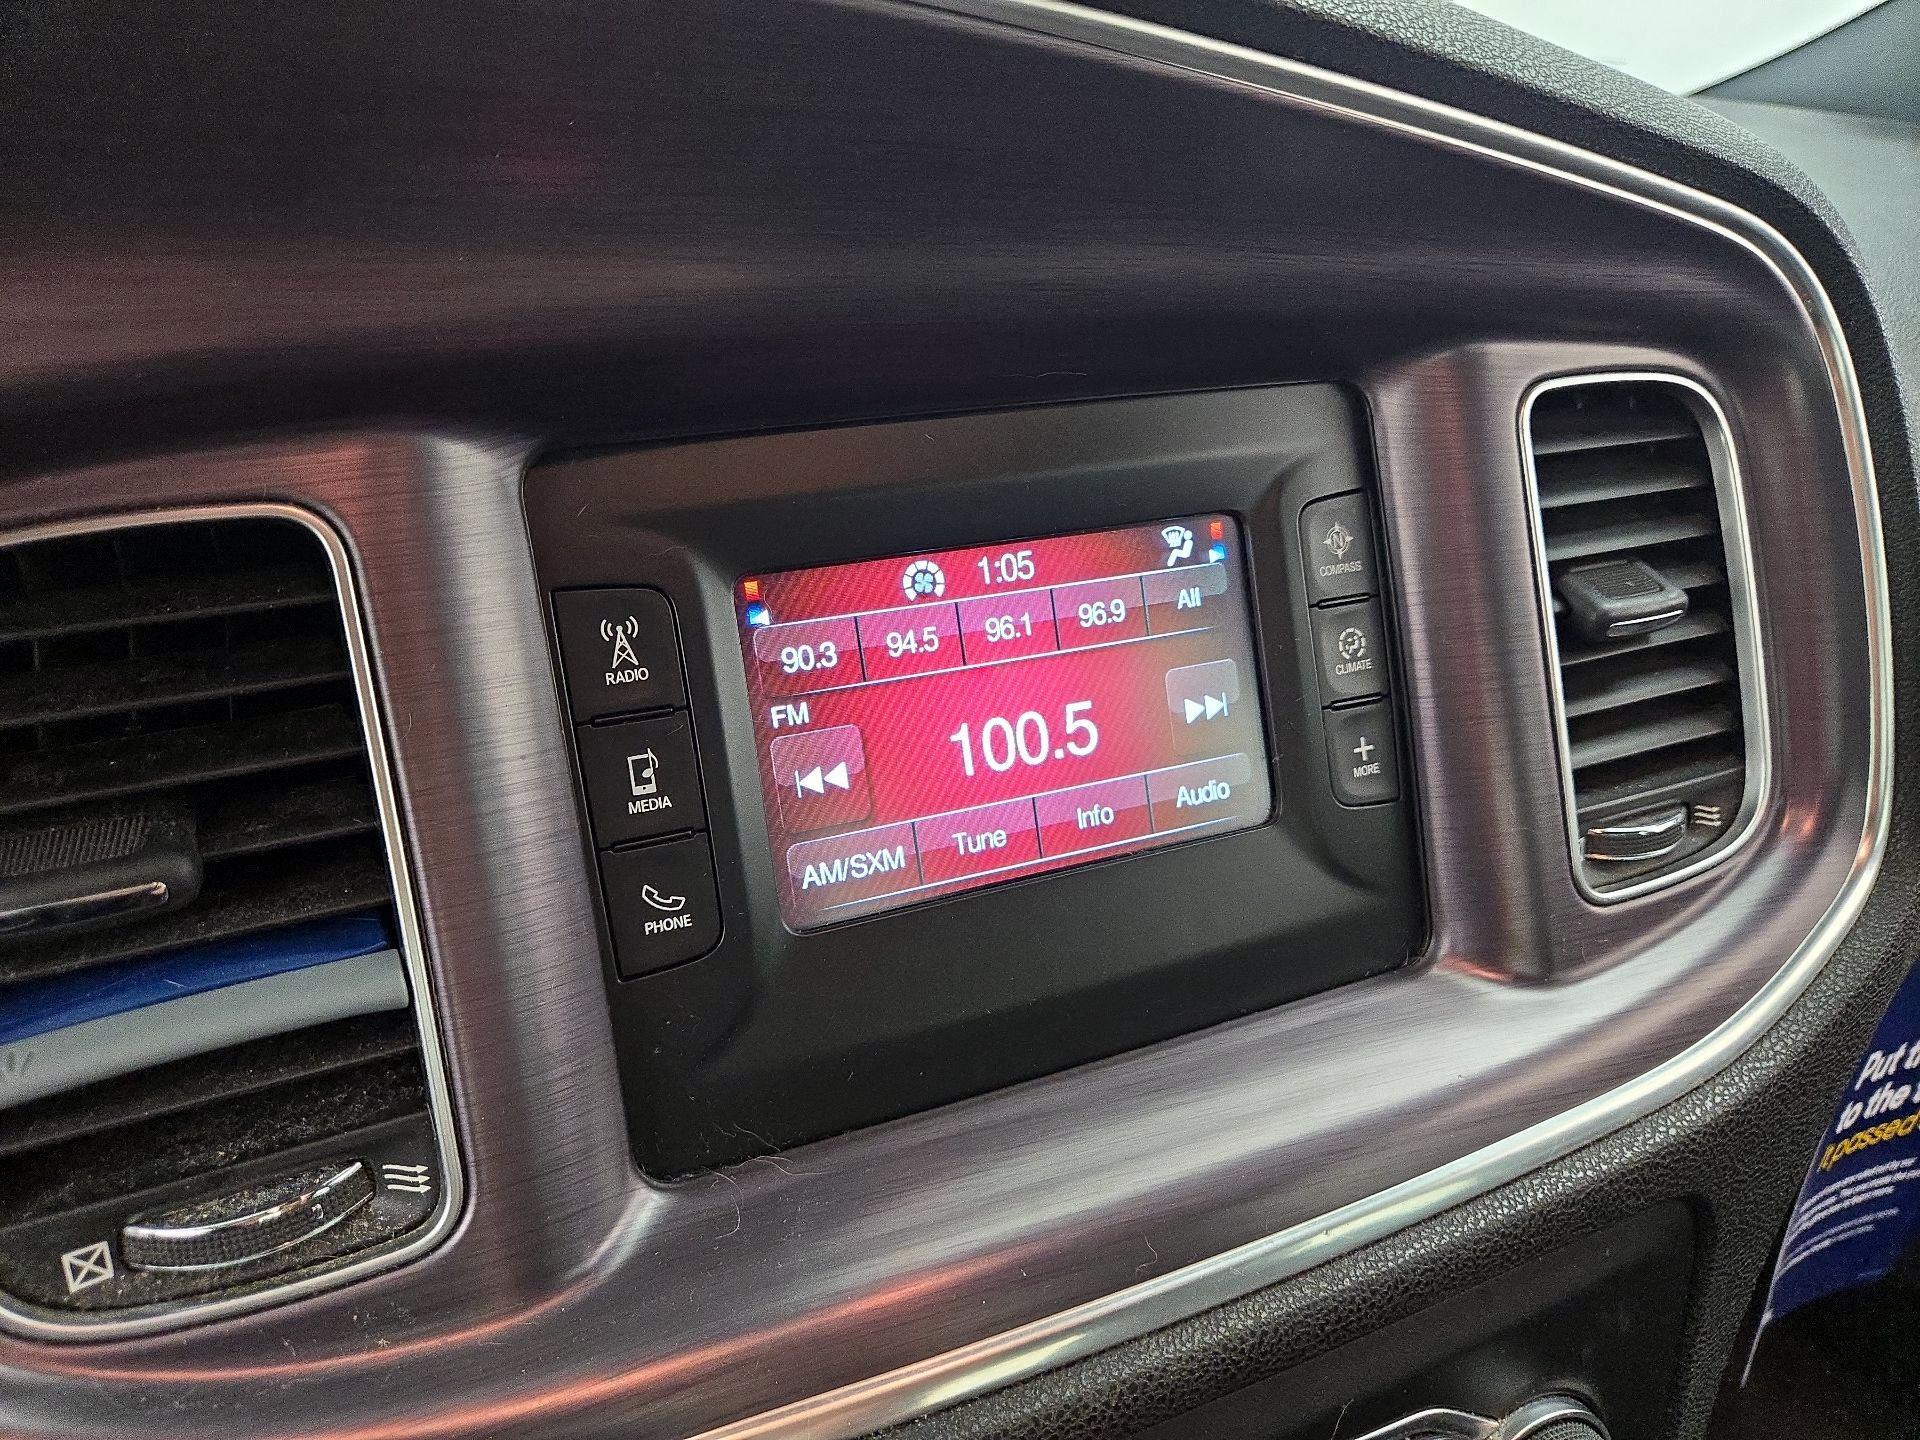 1:05
90.3 94.5 96.1 96.9 All
FM
100.5
AM/SXM Tune Info Audio
RADIO
MEDIA
PHONE
COMPASS
CLIMATE
MORE
Put
to the
passed